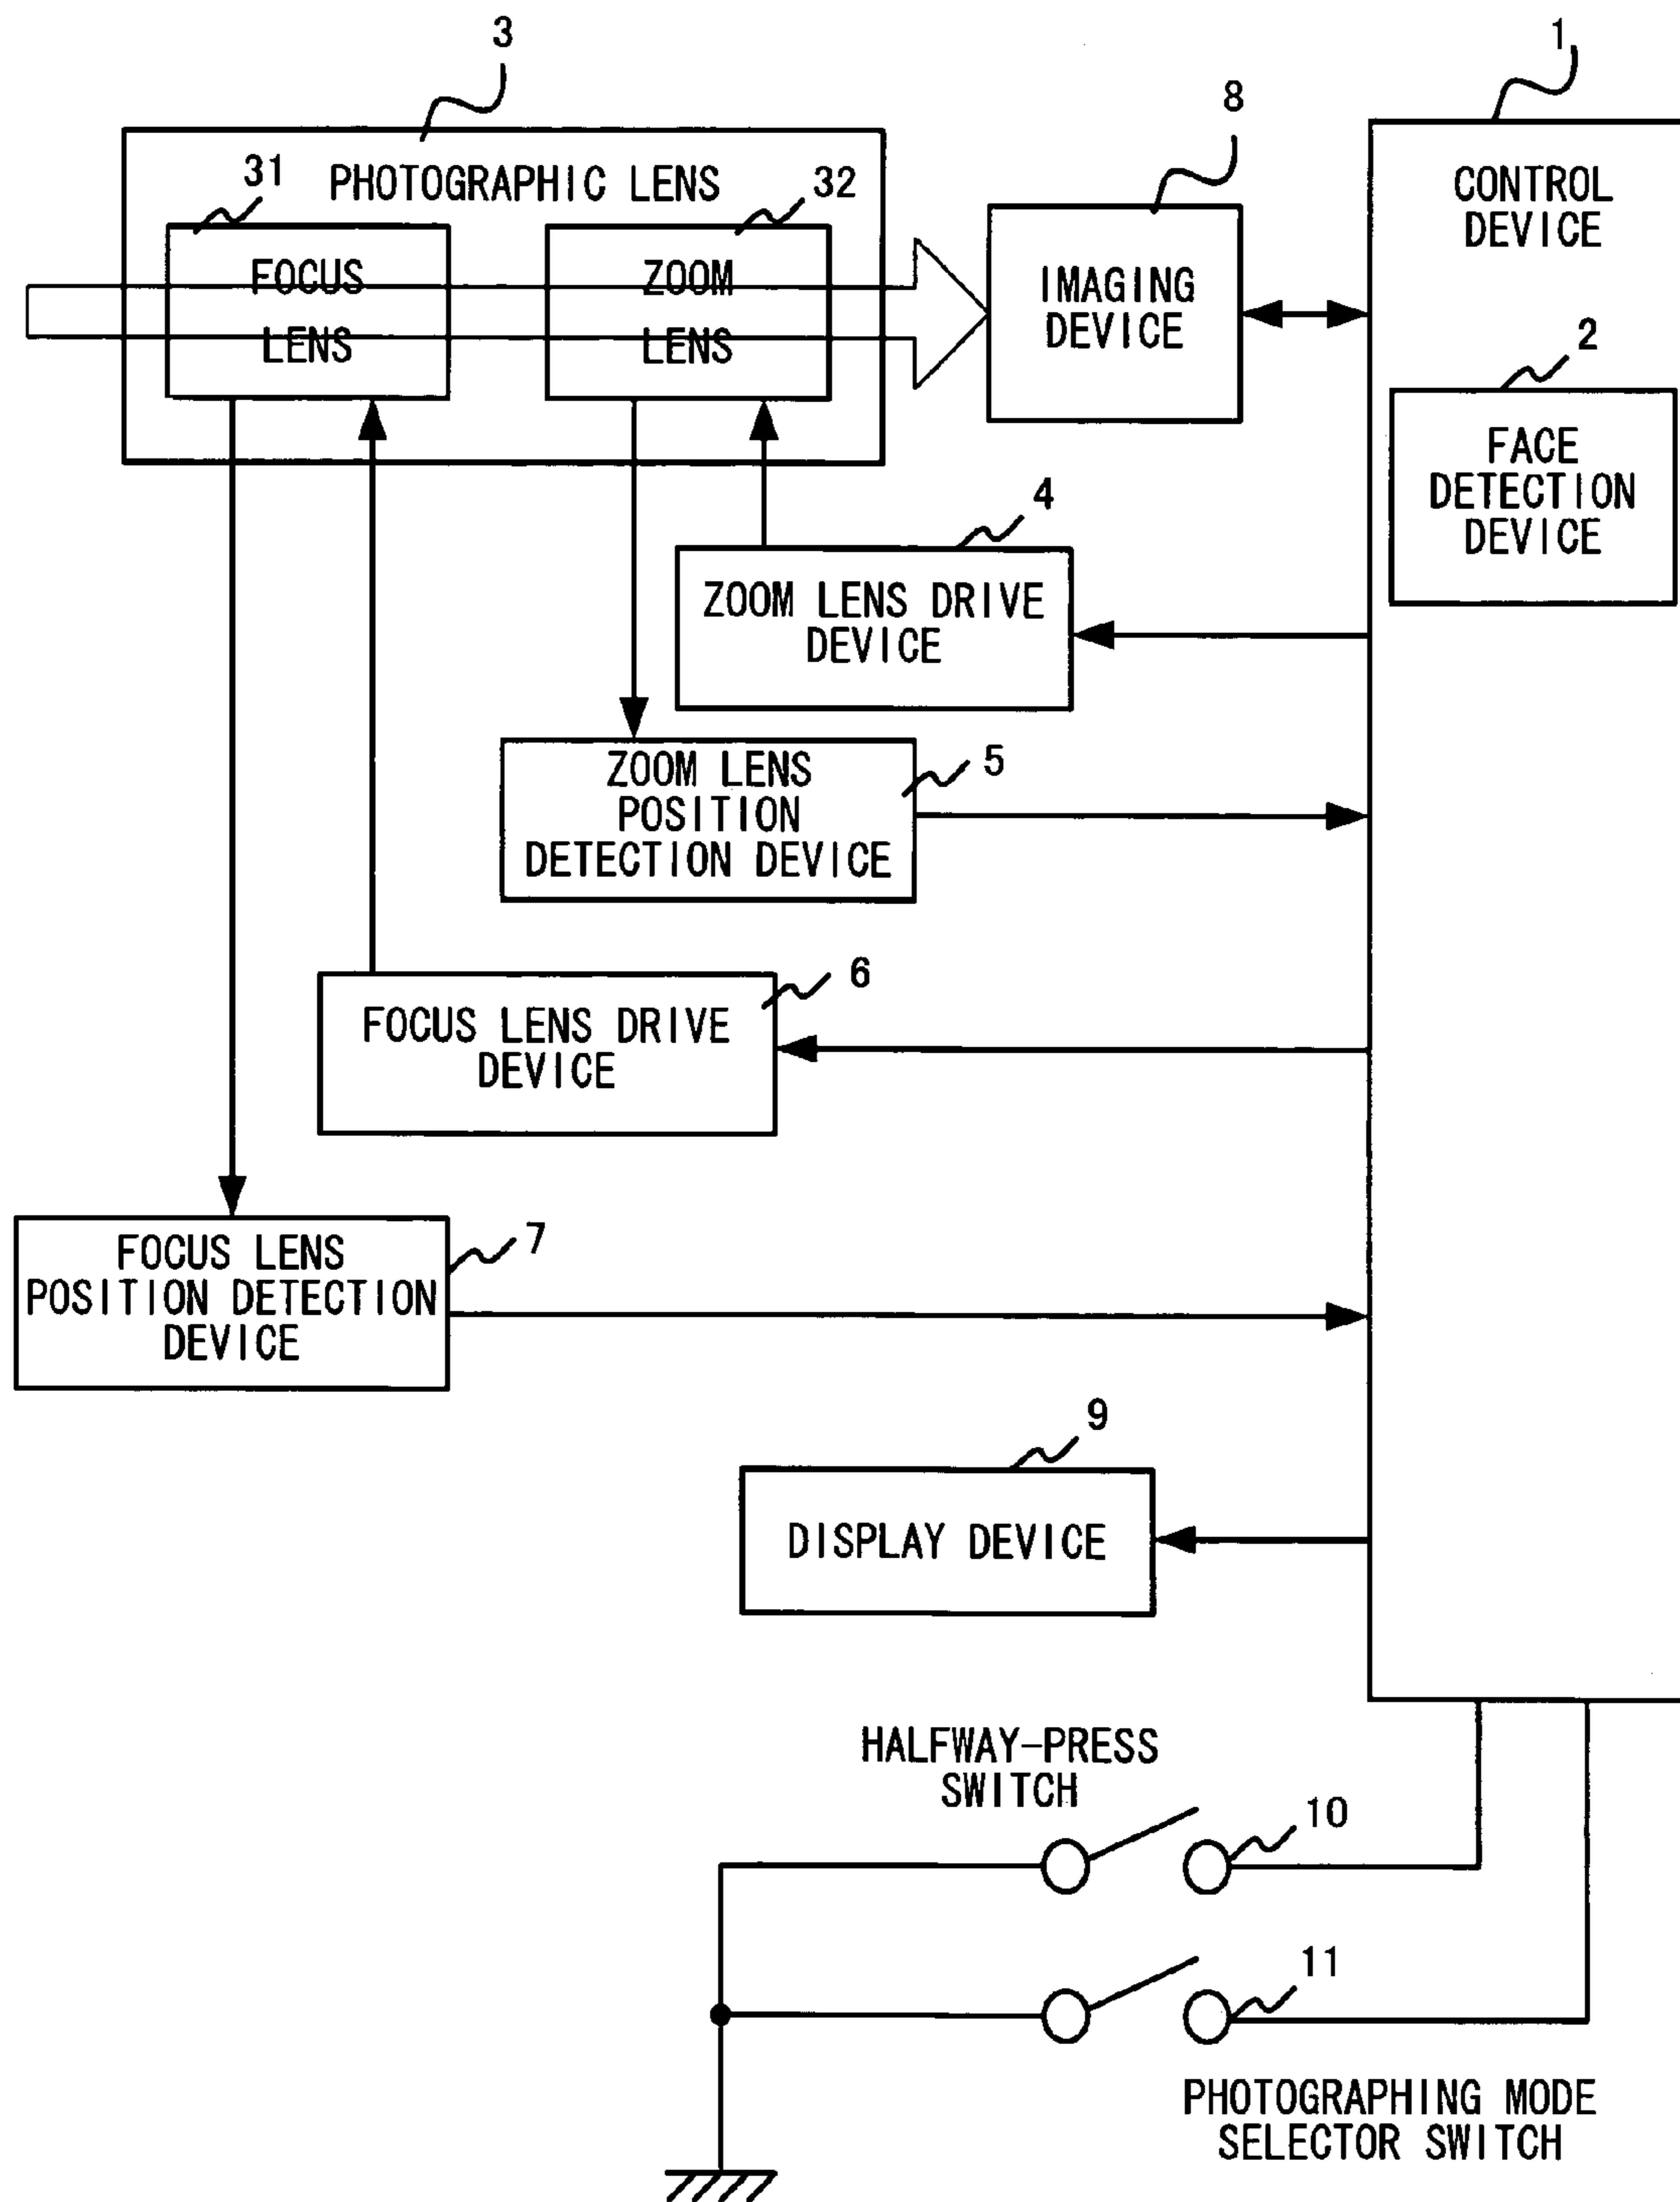 3
1
8
PHOTOGRAPHIC LENS
31
32
FOCUS
LENS
ZOOM
LENS
IMAGING
DEVICE
CONTROL
DEVICE
2
FACE
DETECTION
DEVICE
4
ZOOM LENS DRIVE
DEVICE
5
ZOOM LENS
POSITION
DETECTION DEVICE
6
FOCUS LENS DRIVE
DEVICE
7
FOCUS LENS
POSITION DETECTION
DEVICE
9
DISPLAY DEVICE
HALFWAY-PRESS
SWITCH
10
11
PHOTOGRAPHING MODE
SELECTOR SWITCH